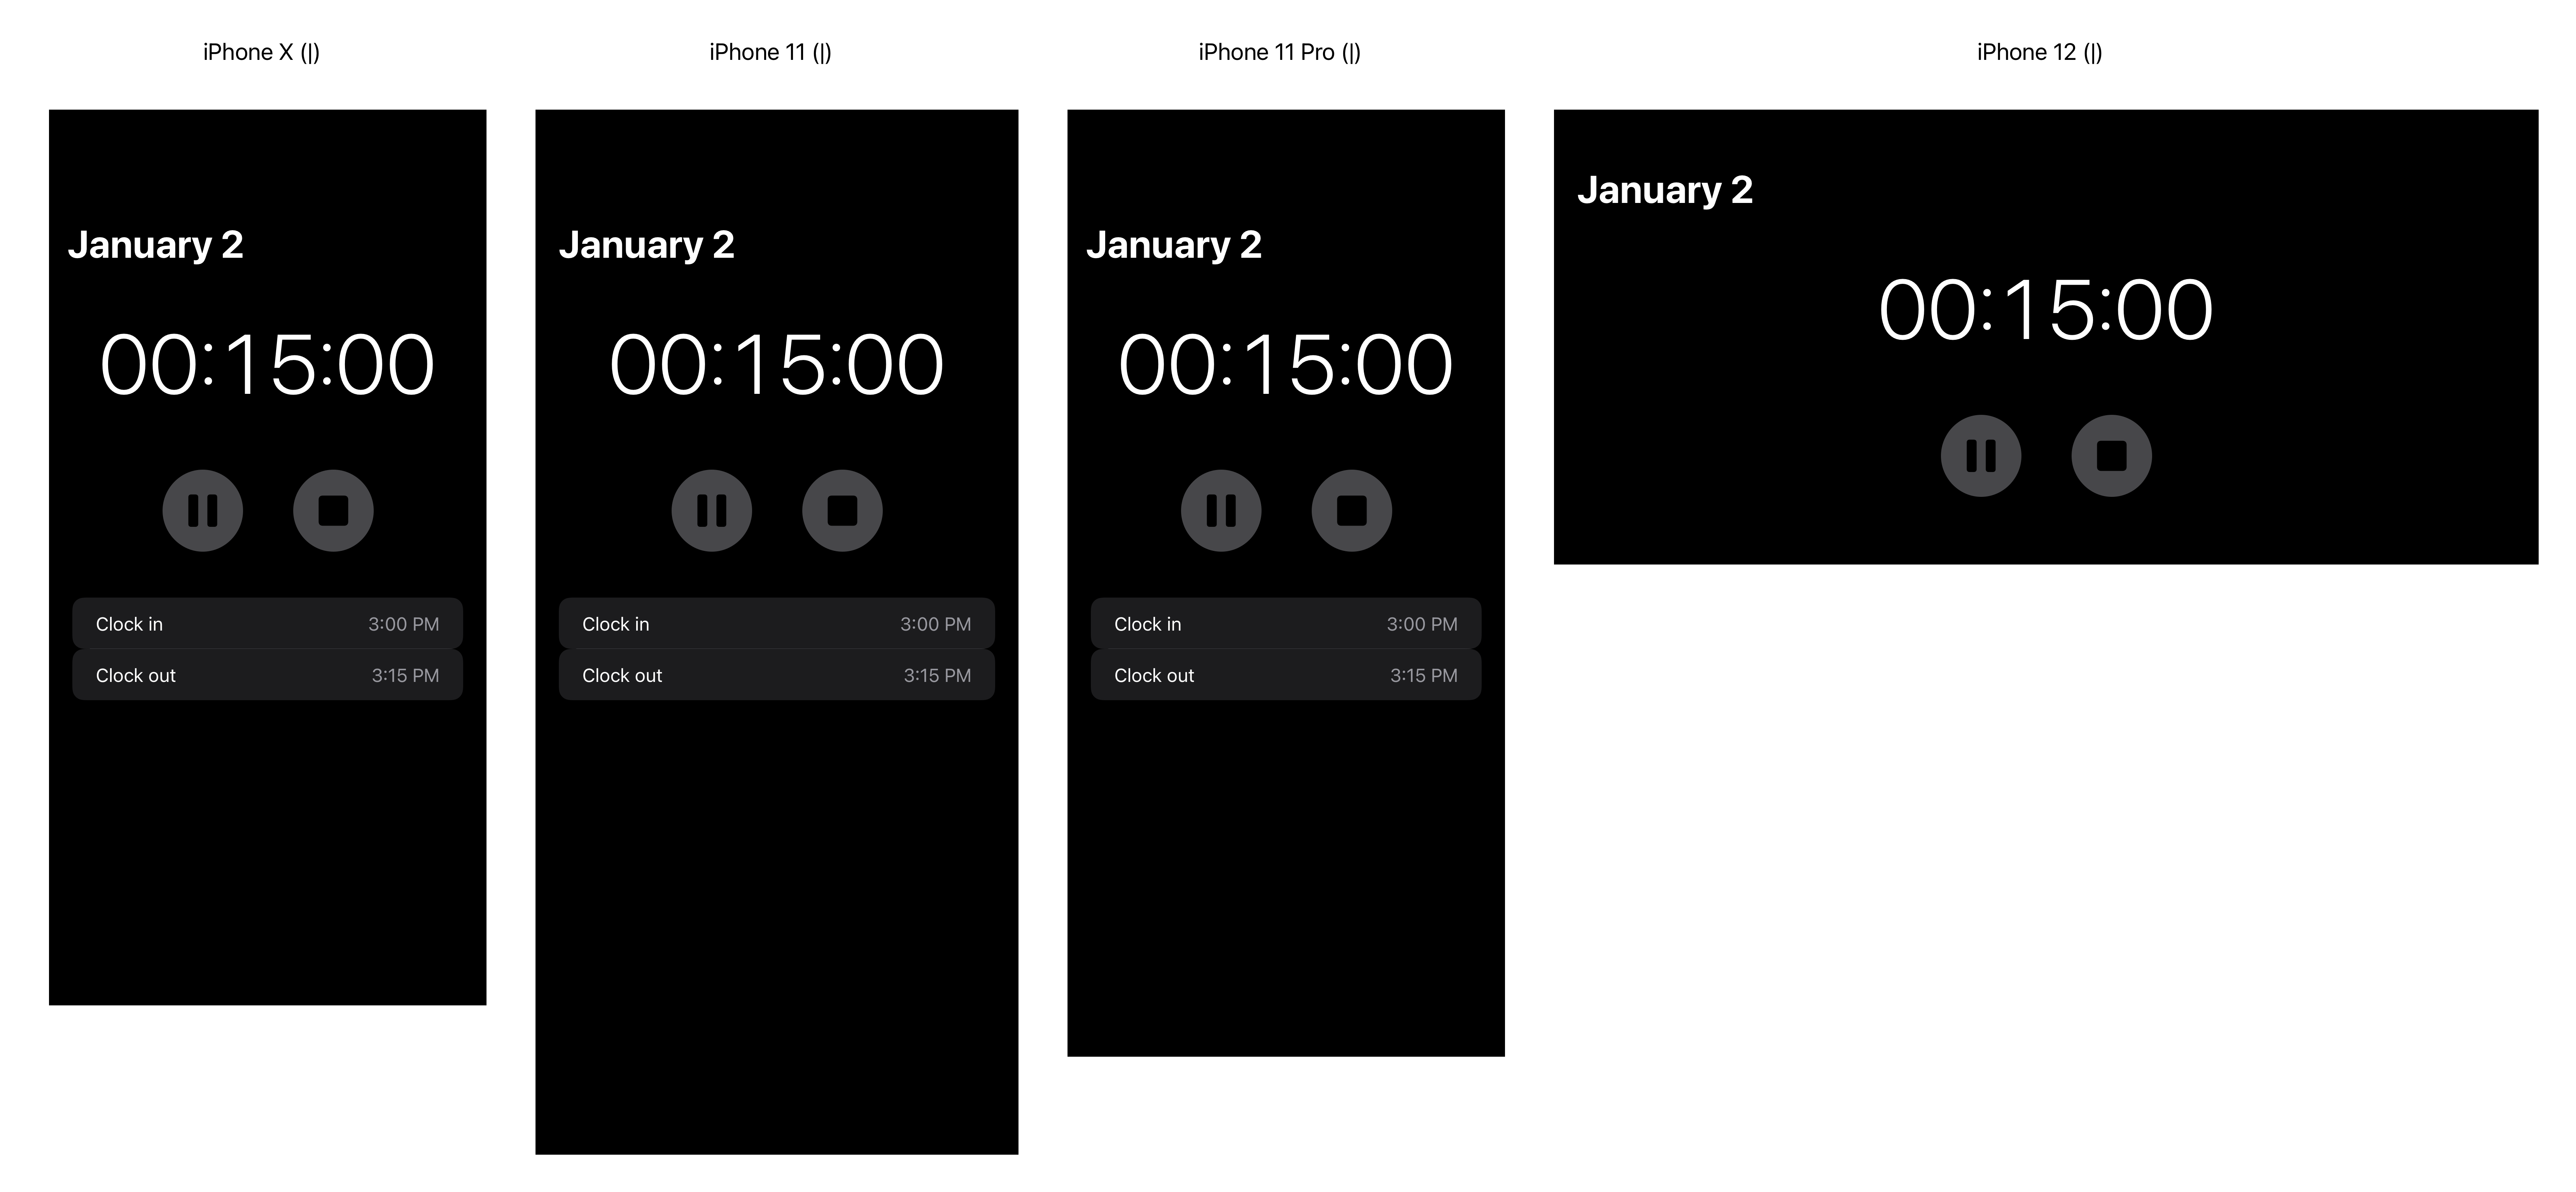 iPhone X (|)
January 2
00:15:00
Clock in 3:00 PM
Clock out 3:15 PM
iPhone 11 (|)
January 2
00:15:00
Clock in 3:00 PM
Clock out 3:15 PM
iPhone 11 Pro (|)
January 2
00:15:00
Clock in 3:00 PM
Clock out 3:15 PM
iPhone 12 (|)
January 2
00:15:00